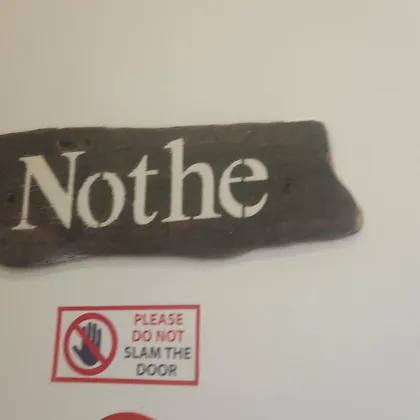 Nothe
PLEASE
DO NOT
SLAM THE
DOOR